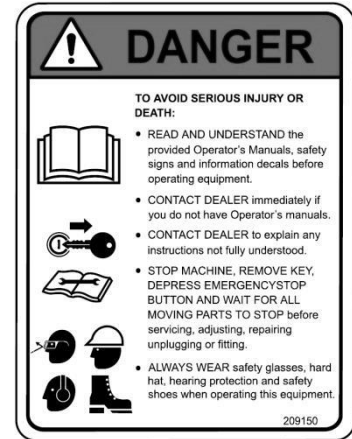 DANGER
TO AVOID SERIOUS INJURY OR
DEATH:
• READ AND UNDERSTAND the
provided Operator's Manuals, safety
signs and information decals before
operating equipment.
• CONTACT DEALER immediately if
you do not have Operator's manuals.
• CONTACT DEALER to explain any
instructions not fully understood.
• STOP MACHINE, REMOVE KEY,
DEPRESS EMERGENCYSTOP
BUTTON AND WAIT FOR ALL
MOVING PARTS TO STOP before
servicing, adjusting, repairing
unplugging or fitting.
• ALWAYS WEAR safety glasses, hard
hat, hearing protection and safety
shoes when operating this equipment.
209150